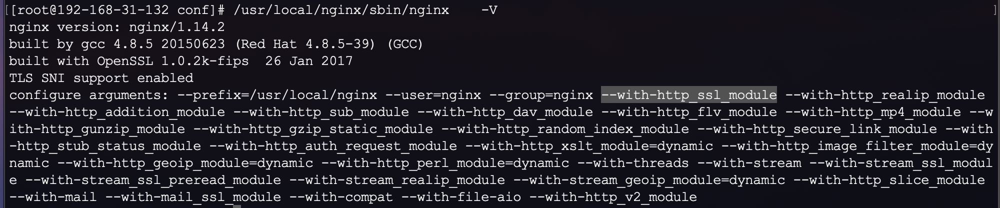 [[root@192-168-31-132 conf]# /usr/local/nginx/sbin/nginx    -V                                                              ]
nginx version: nginx/1.14.2
built by gcc 4.8.5 20150623 (Red Hat 4.8.5-39) (GCC)
built with OpenSSL 1.0.2k-fips  26 Jan 2017
TLS SNI support enabled
configure arguments: --prefix=/usr/local/nginx --user=nginx --group=nginx --with-http_ssl_module --with-http_realip_module
--with-http_addition_module --with-http_sub_module --with-http_dav_module --with-http_flv_module --with-http_mp4_module --w
ith-http_gunzip_module --with-http_gzip_static_module --with-http_random_index_module --with-http_secure_link_module --with
-http_stub_status_module --with-http_auth_request_module --with-http_xslt_module=dynamic --with-http_image_filter_module=dy
namic --with-http_geoip_module=dynamic --with-http_perl_module=dynamic --with-threads --with-stream --with-stream_ssl_modul
e --with-stream_ssl_preread_module --with-stream_realip_module --with-stream_geoip_module=dynamic --with-http_slice_module
--with-mail --with-mail_ssl_module --with-compat --with-file-aio --with-http_v2_module